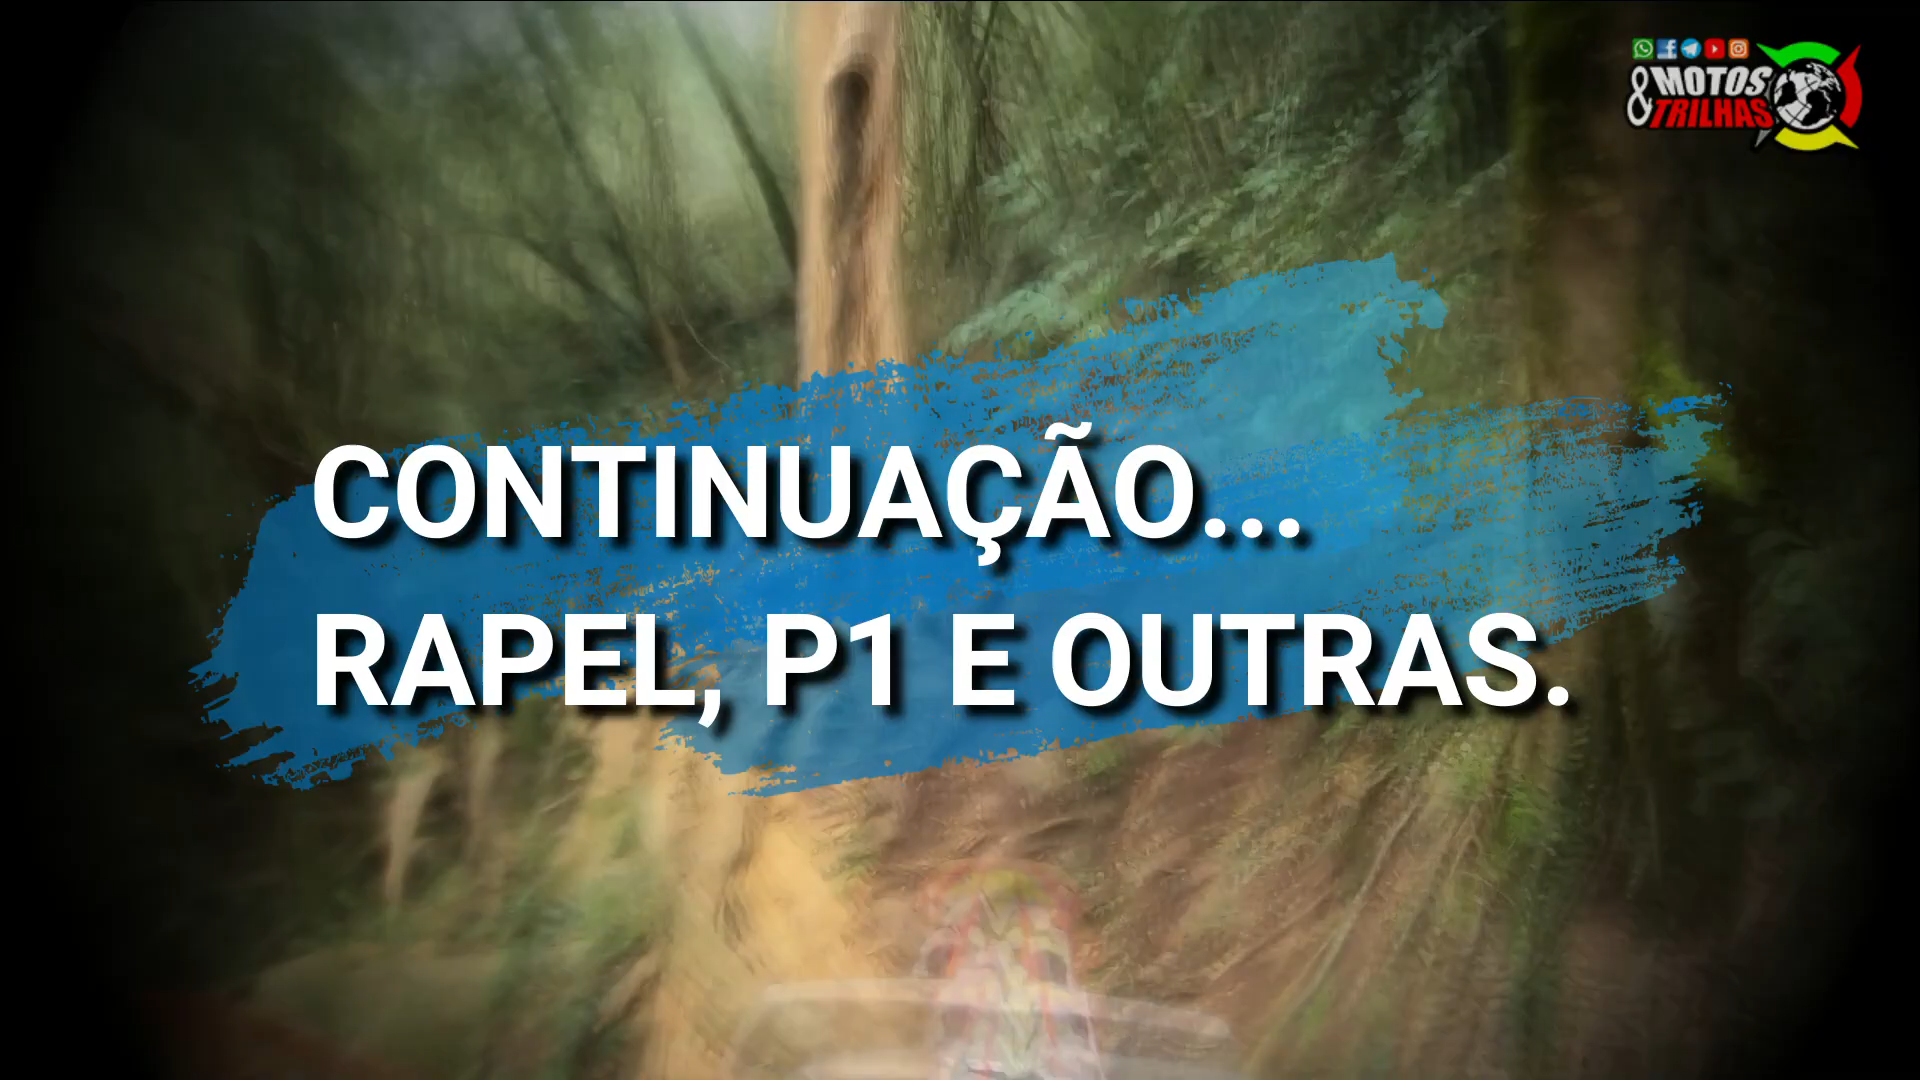 &MOTOS
TRILHAS
CONTINUAÇÃO...
RAPEL, P1 E OUTRAS.